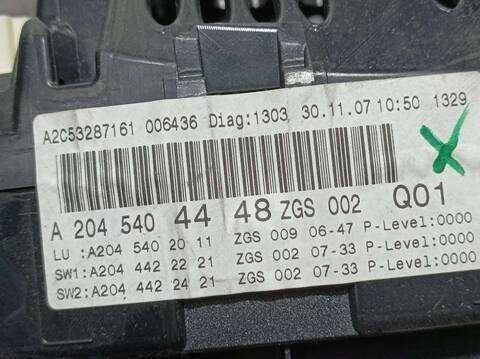 A2C53287161 006436 Diag:1303 30.11.07 10:50 1329
A 204 540 44 48 ZGS 002 Q01
LU :A204 540 20 11 ZGS 009 06-47 P-Level:0000
SW1:A204 442 22 21 ZGS 002 07-33 P-Level:0000
SW2:A204 442 24 21 ZGS 002 07-33 P-Level:0000